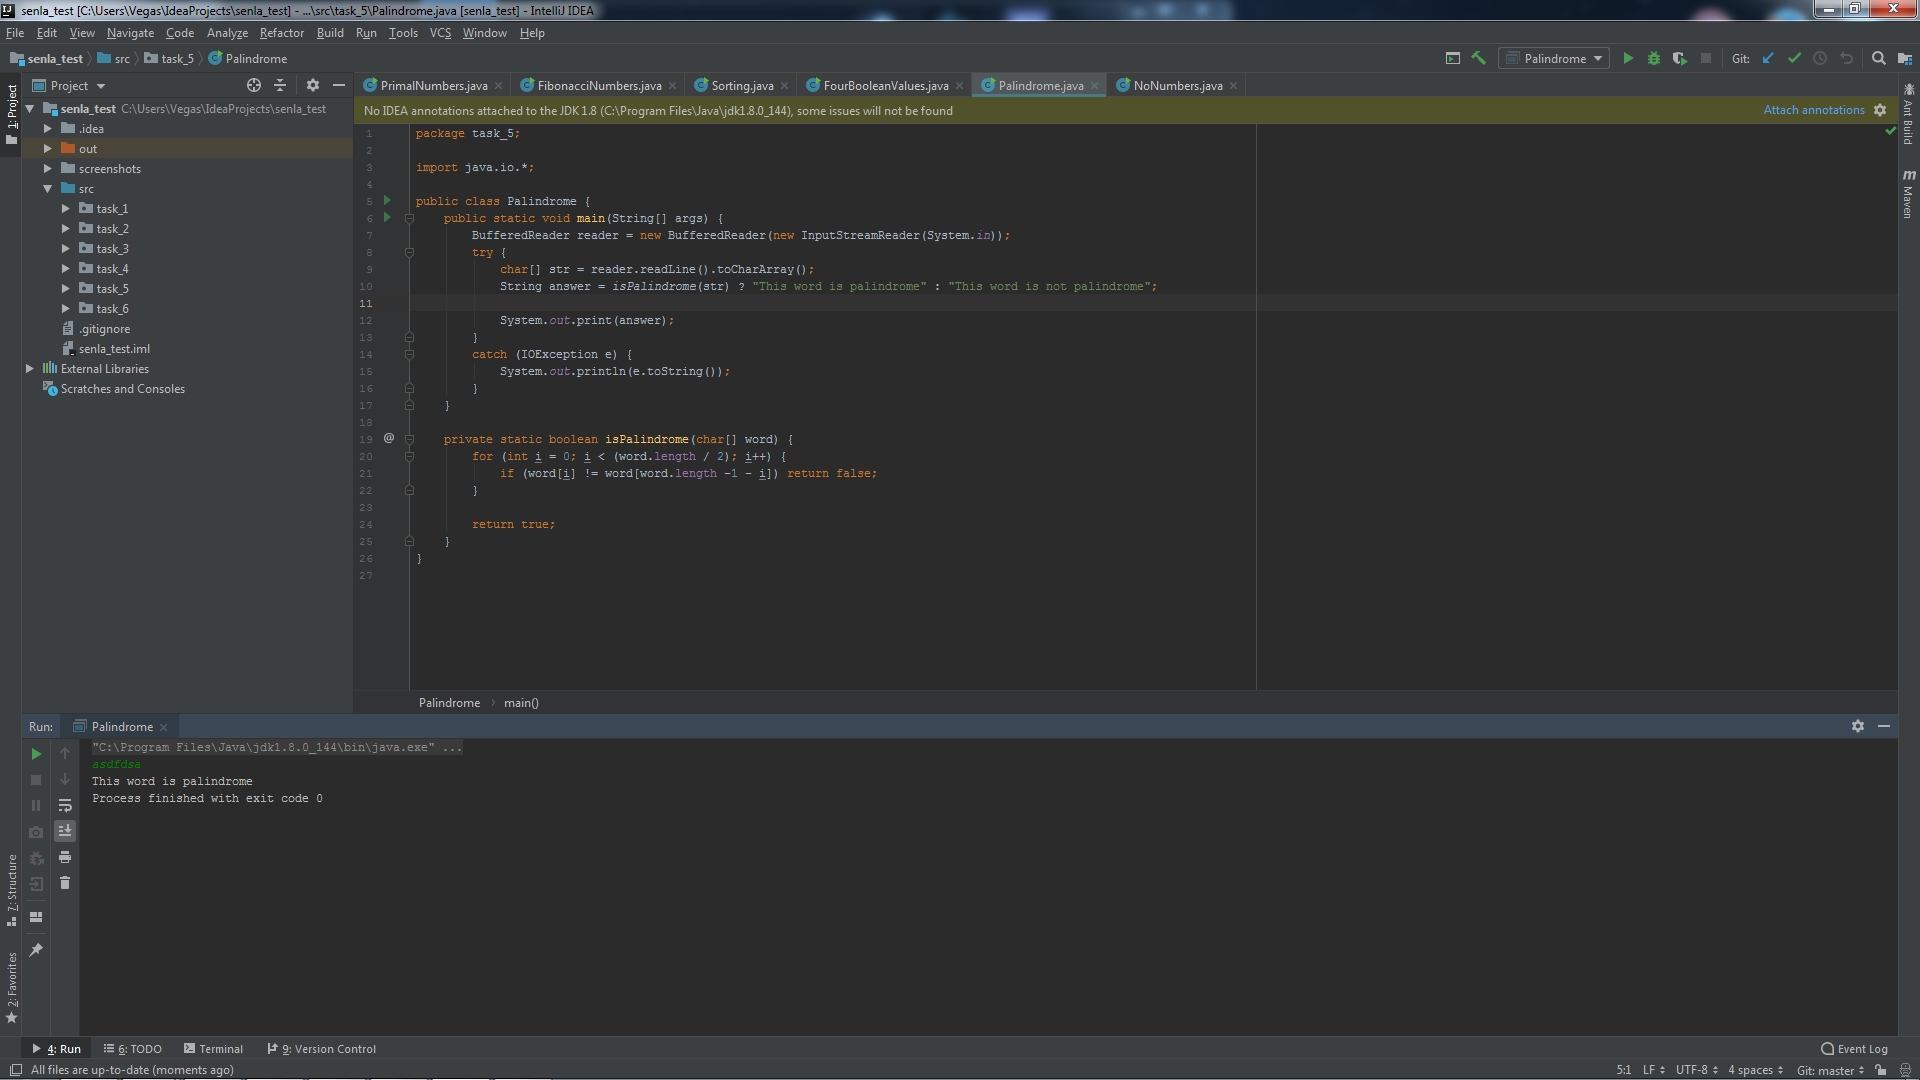 senla_test [C:\Users\Vegas\IdeaProjects\senla_test] - ...\src\task_5\Palindrome.java [senla_test] - IntelliJ IDEA
File Edit View Navigate Code Analyze Refactor Build Run Tools VCS Window Help
senla_test src task_5 Palindrome
Palindrome
Git:
Project
PrimalNumbers.java FibonacciNumbers.java Sorting.java FourBooleanValues.java Palindrome.java NoNumbers.java
1: Project
senla_test C:\Users\Vegas\IdeaProjects\senla_test
.idea
out
screenshots
src
task_1
task_2
task_3
task_4
task_5
task_6
.gitignore
senla_test.iml
External Libraries
Scratches and Consoles
No IDEA annotations attached to the JDK 1.8 (C:\Program Files\Java\jdk1.8.0_144), some issues will not be found
Attach annotations
Ant Build
Maven
1 package task_5;
2
3 import java.io.*;
4
5 public class Palindrome {
6 public static void main(String[] args) {
7 BufferedReader reader = new BufferedReader(new InputStreamReader(System.in));
8 try {
9 char[] str = reader.readLine().toCharArray();
10 String answer = isPalindrome(str) ? "This word is palindrome" : "This word is not palindrome";
11
12 System.out.print(answer);
13 }
14 catch (IOException e) {
15 System.out.println(e.toString());
16 }
17 }
18
19 @ private static boolean isPalindrome(char[] word) {
20 for (int i = 0; i < (word.length / 2); i++) {
21 if (word[i] != word[word.length -1 - i]) return false;
22 }
23
24 return true;
25 }
26 }
27
Palindrome main()
Run: Palindrome
"C:\Program Files\Java\jdk1.8.0_144\bin\java.exe" ...
asdfdsa
This word is palindrome
Process finished with exit code 0
7: Structure
2: Favorites
4: Run 6: TODO Terminal 9: Version Control
Event Log
All files are up-to-date (moments ago)
5:1 LF UTF-8 4 spaces Git: master